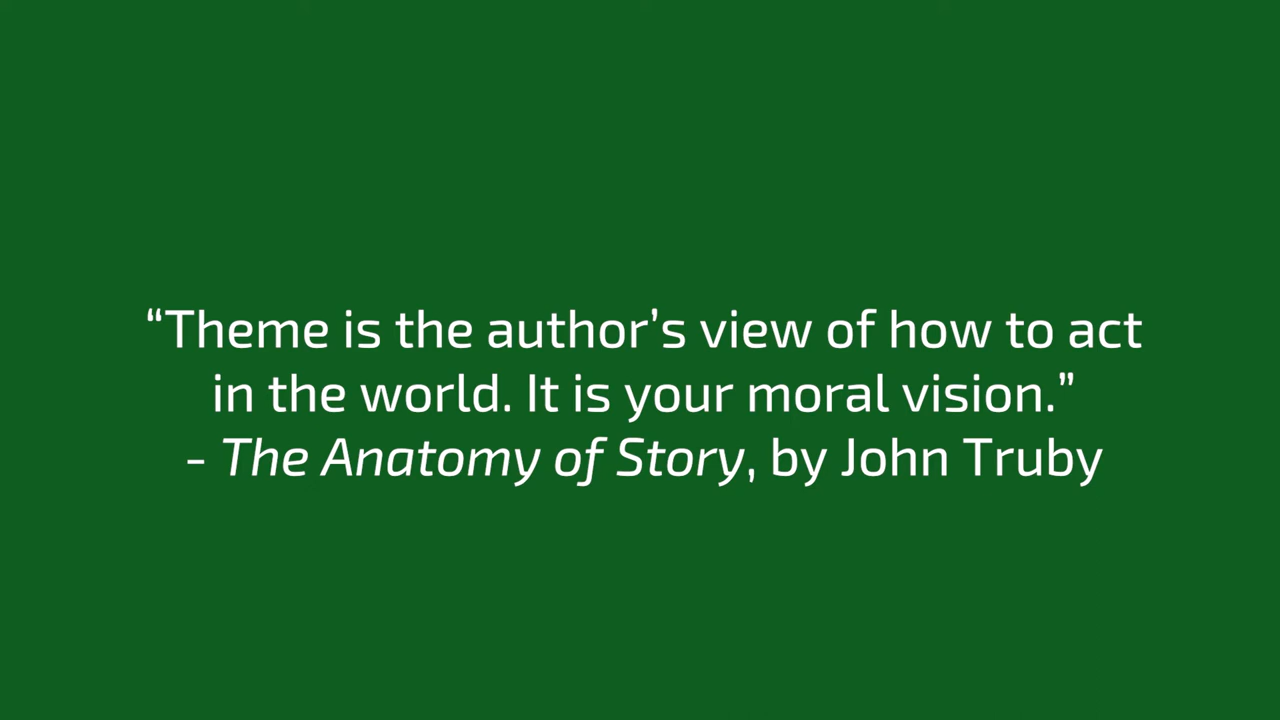 “Theme is the author’s view of how to act
in the world. It is your moral vision.”
- The Anatomy of Story, by John Truby